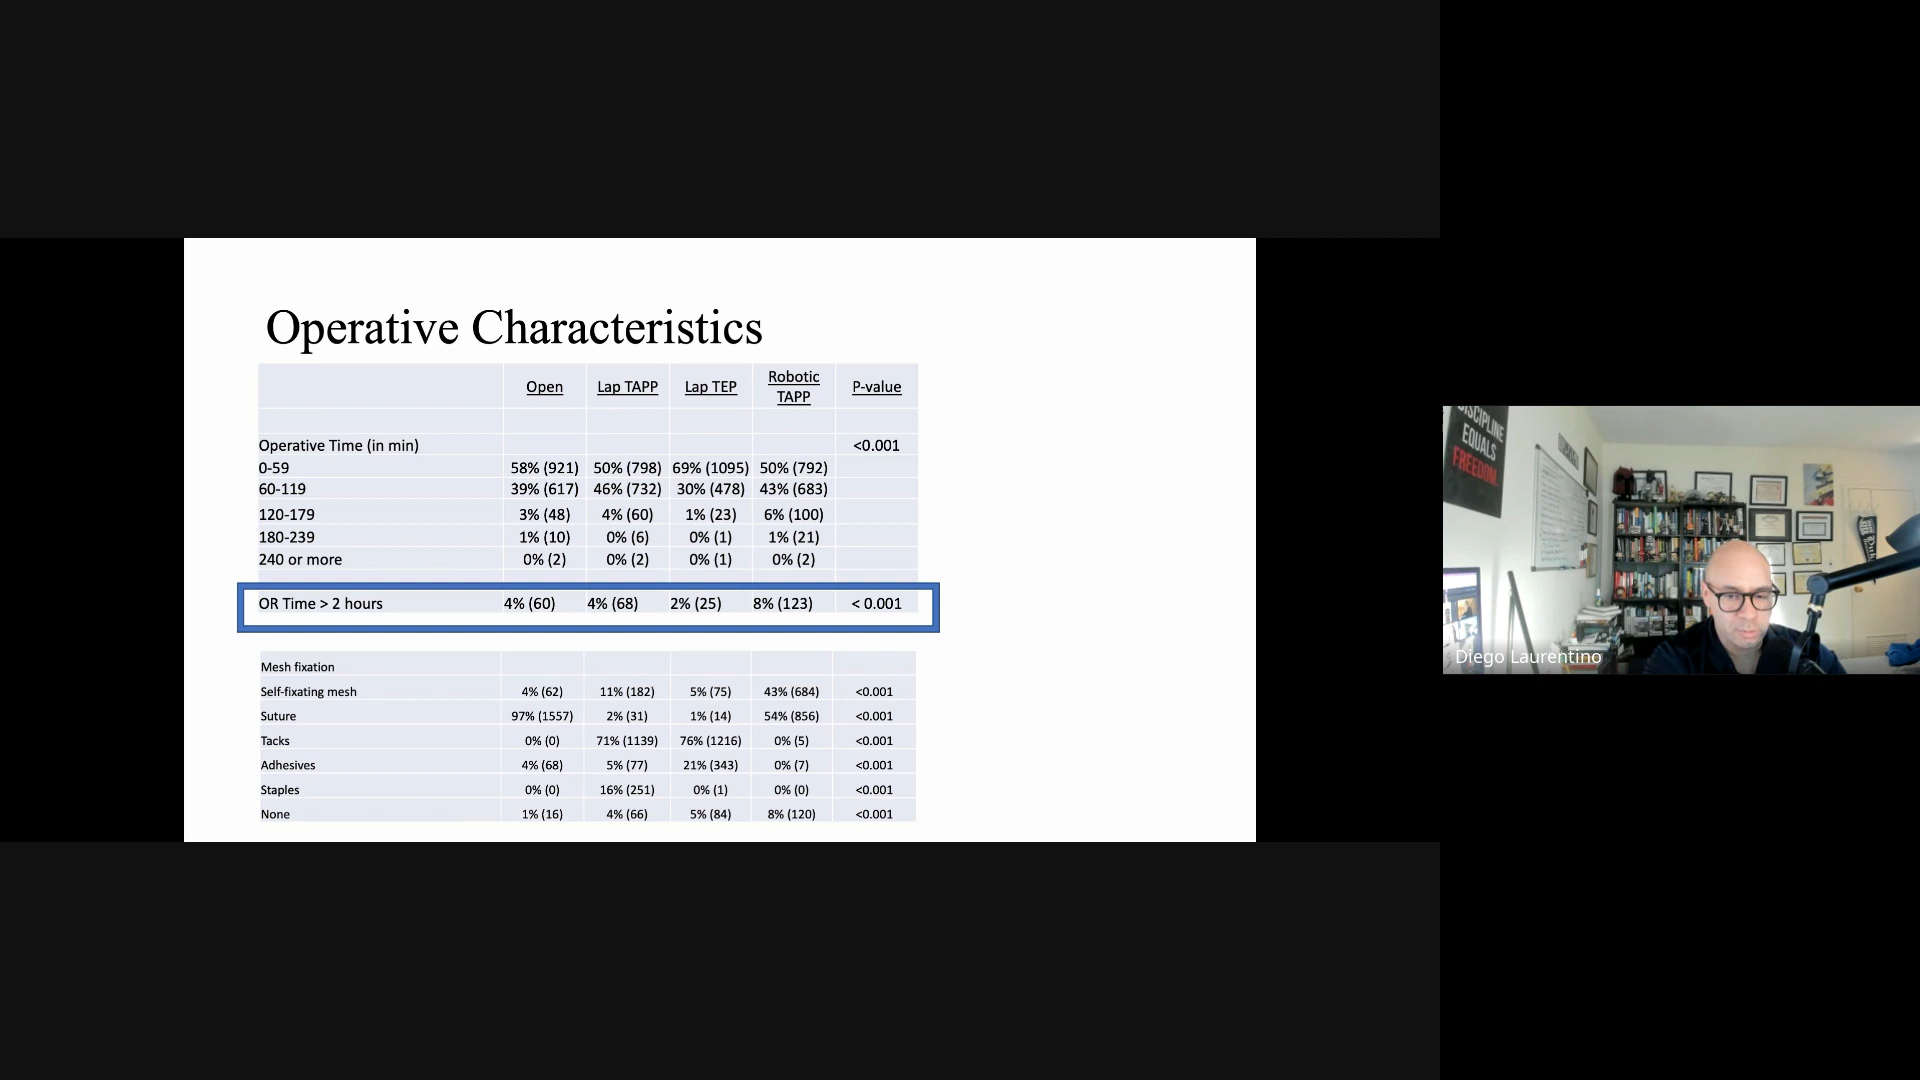 Operative Characteristics
Open Lap TAPP Lap TEP Robotic TAPP P-value
Operative Time (in min) <0.001
0-59 58% (921) 50% (798) 69% (1095) 50% (792)
60-119 39% (617) 46% (732) 30% (478) 43% (683)
120-179 3% (48) 4% (60) 1% (23) 6% (100)
180-239 1% (10) 0% (6) 0% (1) 1% (21)
240 or more 0% (2) 0% (2) 0% (1) 0% (2)
OR Time > 2 hours 4% (60) 4% (68) 2% (25) 8% (123) < 0.001
Mesh fixation
Self-fixating mesh 4% (62) 11% (182) 5% (75) 43% (684) <0.001
Suture 97% (1557) 2% (31) 1% (14) 54% (856) <0.001
Tacks 0% (0) 71% (1139) 76% (1216) 0% (5) <0.001
Adhesives 4% (68) 5% (77) 21% (343) 0% (7) <0.001
Staples 0% (0) 16% (251) 0% (1) 0% (0) <0.001
None 1% (16) 4% (66) 5% (84) 8% (120) <0.001
DISCIPLINE
EQUALS
FREEDOM
Diego Laurentino